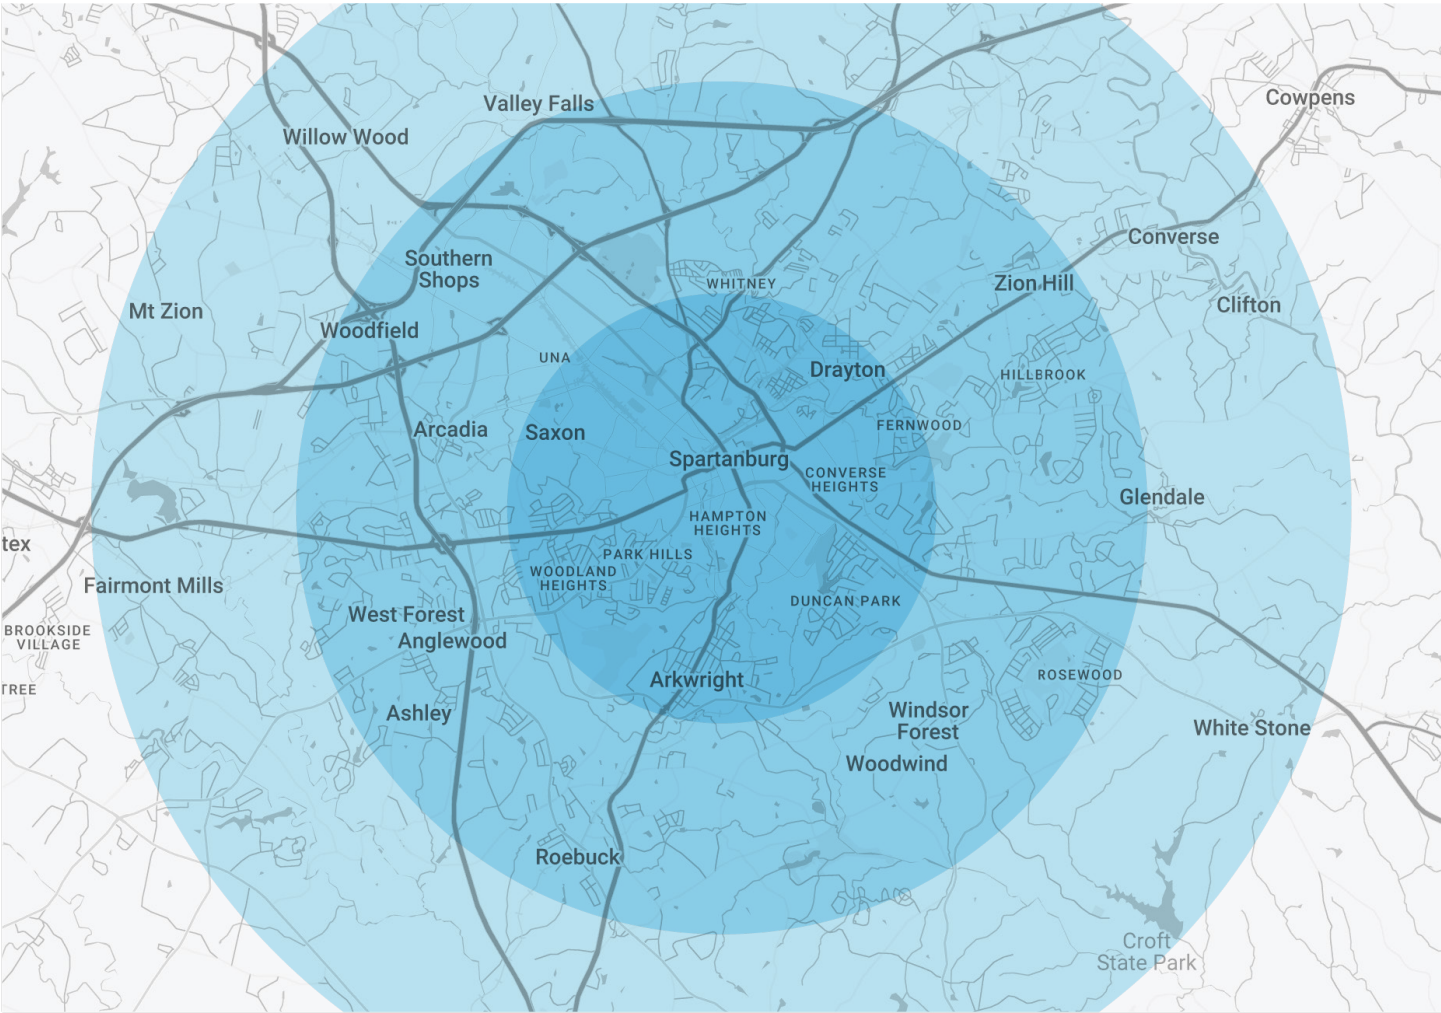 Cowpens
Valley Falls
Willow Wood
Converse
Southern
Shops
WHITNEY
Zion Hill
Clifton
Mt Zion
Woodfield
UNA
Drayton
HILLBROOK
Arcadia
Saxon
FERNWOOD
Spartanburg
CONVERSE
HEIGHTS
Glendale
HAMPTON
HEIGHTS
tex
PARK HILLS
WOODLAND
HEIGHTS
Fairmont Mills
DUNCAN PARK
West Forest
BROOKSIDE
VILLAGE
Anglewood
ROSEWOOD
Arkwright
TREE
Ashley
Windsor
Forest
White Stone
Woodwind
Roebuck
Croft
State Park